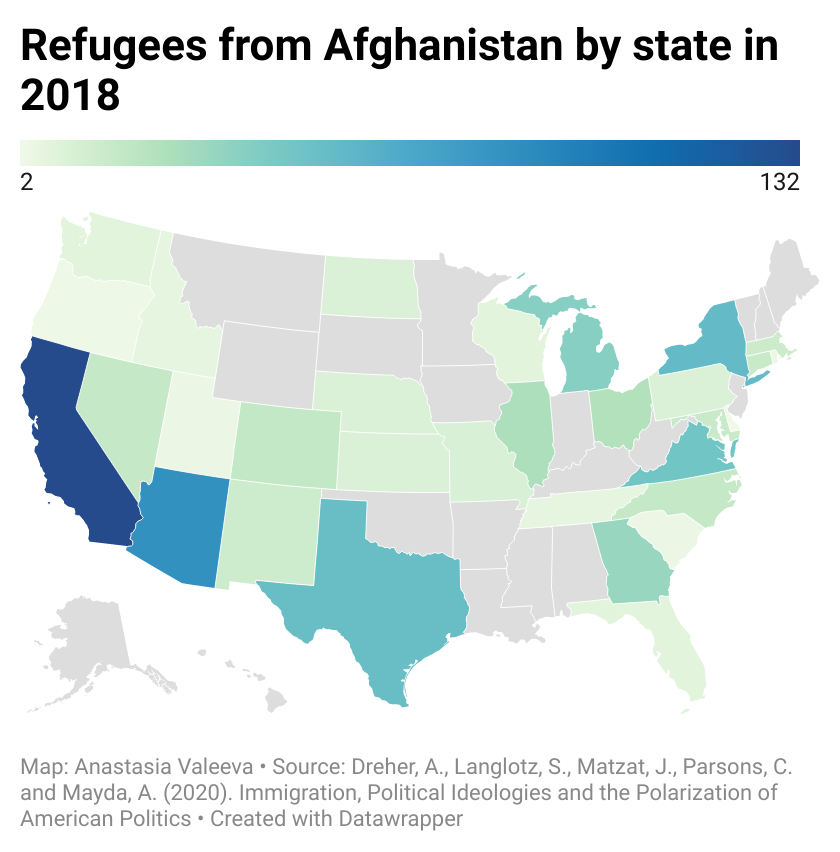 Refugees from Afghanistan by state in
2018
2 132
Map: Anastasia Valeeva • Source: Dreher, A., Langlotz, S., Matzat, J., Parsons, C.
and Mayda, A. (2020). Immigration, Political Ideologies and the Polarization of
American Politics • Created with Datawrapper